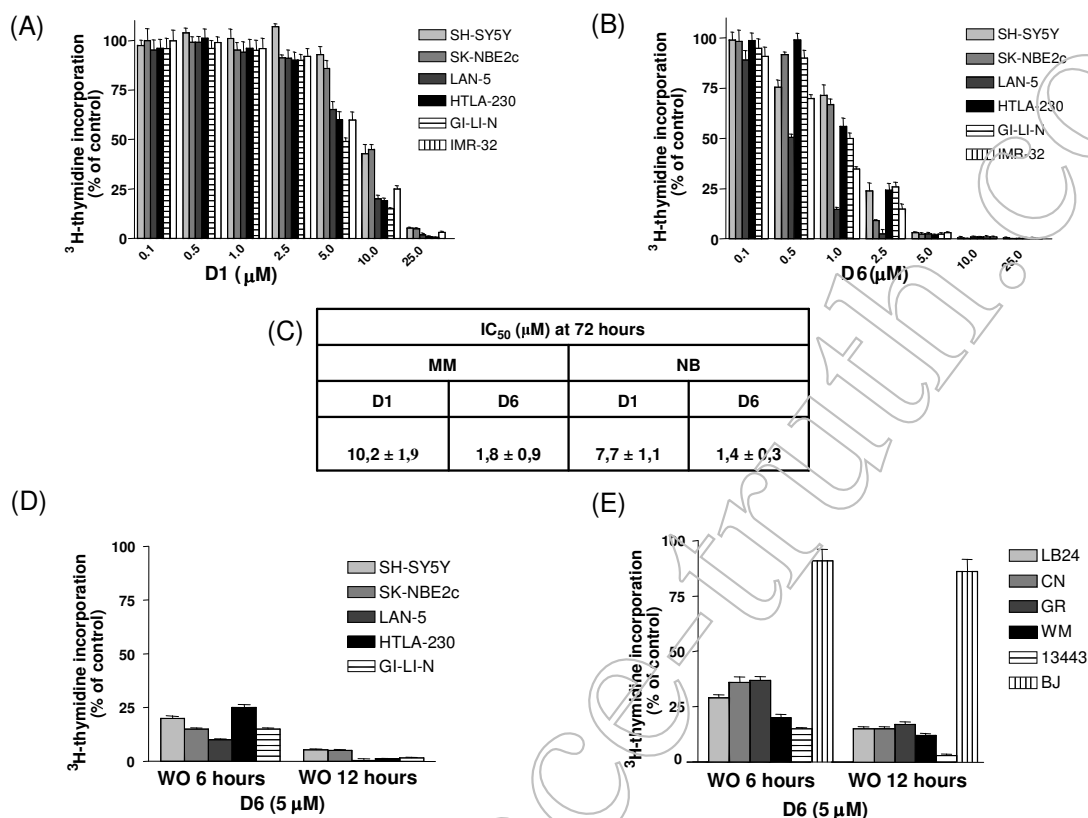 (A)
3H-thymidine incorporation
(% of control)
100
75
50
25
0
0.1
0.5
1.0
2.5
5.0
10.0
25.0
D1 (µM)
SH-SY5Y
SK-NBE2c
LAN-5
HTLA-230
GI-LI-N
IMR-32
(B)
3H-thymidine incorporation
(% of control)
100
75
50
25
0
0.1
0.5
1.0
2.5
5.0
10.0
25.0
D6(µM)
SH-SY5Y
SK-NBE2c
LAN-5
HTLA-230
GI-LI-N
IMR-32
(C)
IC50 (µM) at 72 hours
MM NB
D1 D6 D1 D6
10,2 ± 1,9 1,8 ± 0,9 7,7 ± 1,1 1,4 ± 0,3
(D)
3H-thymidine incorporation
(% of control)
100
75
50
25
0
WO 6 hours WO 12 hours
D6 (5 µM)
SH-SY5Y
SK-NBE2c
LAN-5
HTLA-230
GI-LI-N
(E)
3H-thymidine incorporation
(% of control)
100
75
50
25
0
WO 6 hours WO 12 hours
D6 (5 µM)
LB24
CN
GR
WM
13443
BJ
ce-truth.co